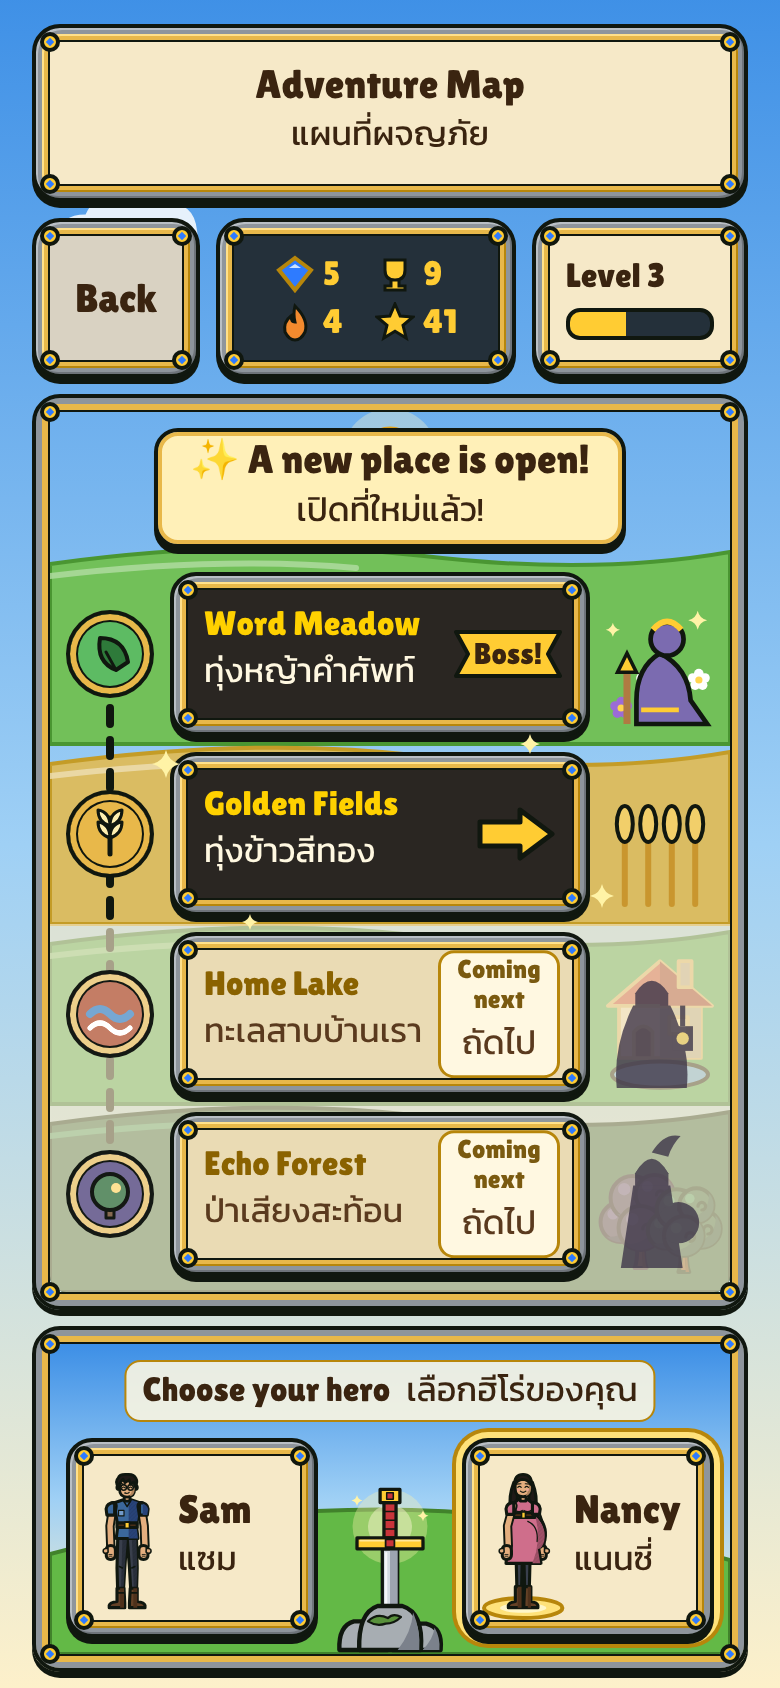 Adventure Map
แผนที่ผจญภัย
Back
5
9
4
41
Level 3
✨ A new place is open!
เปิดที่ใหม่แล้ว!
Word Meadow
ทุ่งหญ้าคำศัพท์
Boss!
Golden Fields
ทุ่งข้าวสีทอง
Home Lake
ทะเลสาบบ้านเรา
Coming
next
ถัดไป
Echo Forest
ป่าเสียงสะท้อน
Coming
next
ถัดไป
Choose your hero เลือกฮีโร่ของคุณ
Sam
แซม
Nancy
แนนซี่